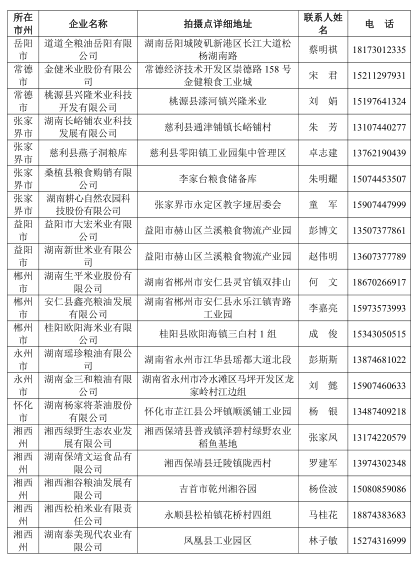 所在市州 企业名称 拍摄点详细地址 联系人姓名 电 话
岳阳市 道道全粮油岳阳有限公司 湖南岳阳城陵矶新港区长江大道松杨湖南路 蔡明祺 18173012335
常德市 金健米业股份有限公司 常德经济技术开发区崇德路158号金健粮食工业城 宋 君 15211297931
常德市 桃源县兴隆米业科技开发有限公司 桃源县漆河镇兴隆米业 刘 娟 15197641324
张家界市 湖南长峪铺农业科技发展有限公司 慈利县通津铺镇长峪铺村 朱 芳 13107440277
张家界市 慈利县燕子洞粮库 慈利县零阳镇工业园集中管理区 卓志建 13762190439
张家界市 桑植县粮食购销有限公司 李家台粮食储备库 朱明耀 15074453507
张家界市 湖南耕心自然农园科技股份有限公司 张家界市永定区教字垭居委会 童 军 15907447999
益阳市 益阳市大宏米业有限公司 益阳市赫山区兰溪粮食物流产业园 彭博文 13507377861
益阳市 湖南新世米业有限公司 益阳市赫山区兰溪粮食物流产业园 赵伟明 13607377789
郴州市 湖南生平米业股份有限公司 湖南省郴州市安仁县灵官镇双排山 何 文 18670266917
郴州市 安仁县鑫亮粮油发展有限公司 湖南省郴州市安仁县永乐江镇青路工业园 李嘉亮 15973573993
郴州市 桂阳欧阳海米业有限公司 桂阳县欧阳海镇三白村1组 成 俊 15343050515
永州市 湖南瑶珍粮油有限公司 湖南省永州市江华县瑶都大道北段 彭斯斯 13874681022
永州市 湖南金三和粮油有限公司 湖南省永州市冷水滩区马坪开发区龙家岭村江边组 刘 懿 15907460633
怀化市 湖南杨家将茶油股份有限公司 怀化市芷江县公坪镇顺溪铺工业园 杨 银 13487409218
湘西州 湘西绿野生态农业发展有限公司 湘西保靖县普戎镇泽碧村绿野农业稻鱼基地 张家凤 13174220579
湘西州 湖南保靖文运食品有限公司 湘西保靖县迁陵镇陇西村 罗建军 13974302348
湘西州 湘西湘谷粮油发展有限公司 吉首市乾州湘谷园 杨俭波 15080859086
湘西州 湘西松柏米业有限责任公司 永顺县松柏镇花桥村四组 马桂花 18874383683
湘西州 湖南泰美现代农业有限公司 凤凰县工业园区 林子敏 15274316999